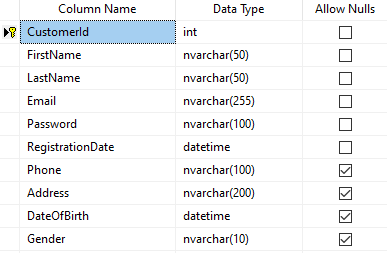 Column Name Data Type Allow Nulls
CustomerId int
FirstName nvarchar(50)
LastName nvarchar(50)
Email nvarchar(255)
Password nvarchar(100)
RegistrationDate datetime
Phone nvarchar(100)
Address nvarchar(200)
DateOfBirth datetime
Gender nvarchar(10)